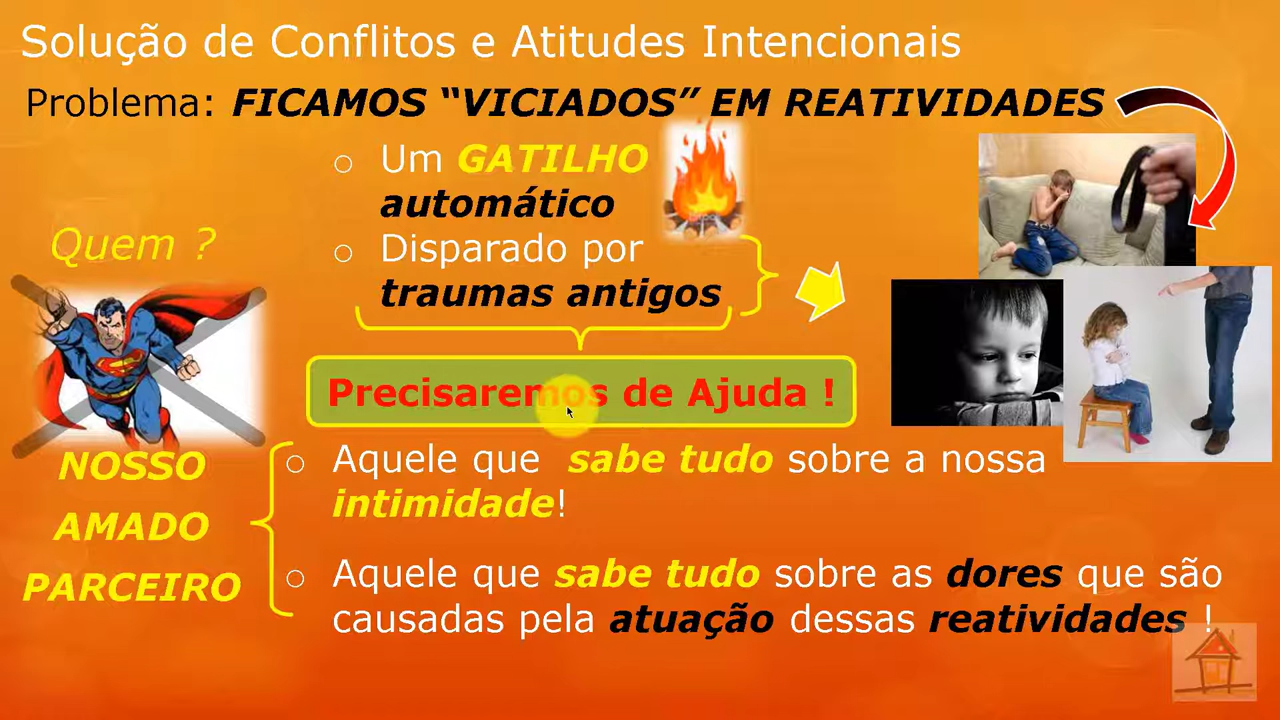 Solução de Conflitos e Atitudes Intencionais
Problema: FICAMOS “VICIADOS” EM REATIVIDADES
o Um GATILHO
automático
o Disparado por
traumas antigos
Quem ?
Precisaremos de Ajuda !
NOSSO
AMADO
PARCEIRO
o Aquele que sabe tudo sobre a nossa
intimidade!
o Aquele que sabe tudo sobre as dores que são
causadas pela atuação dessas reatividades !